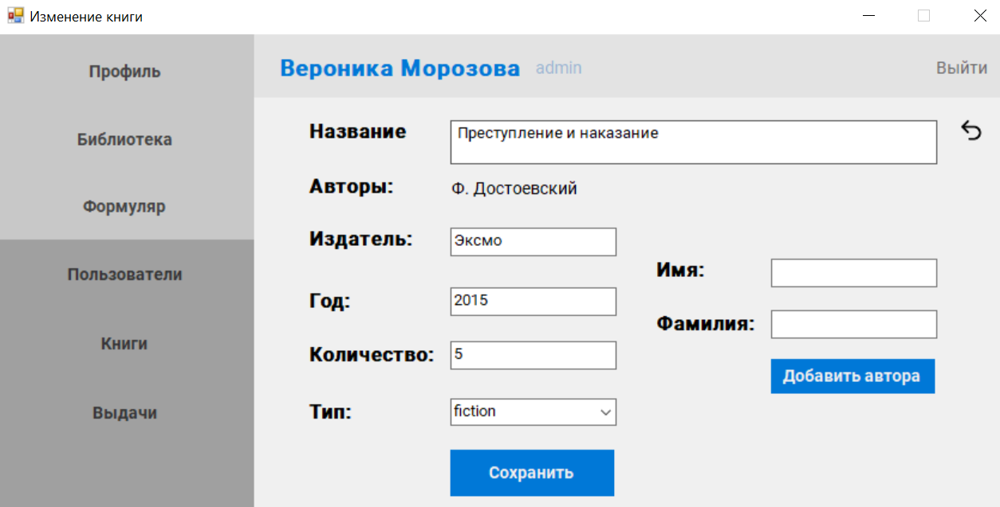 Изменение книги
Профиль
Библиотека
Формуляр
Пользователи
Книги
Выдачи
Вероника Морозова admin Выйти
Название Преступление и наказание
Авторы: Ф. Достоевский
Издатель: Эксмо
Имя:
Год: 2015
Фамилия:
Количество: 5
Добавить автора
Тип: fiction
Сохранить